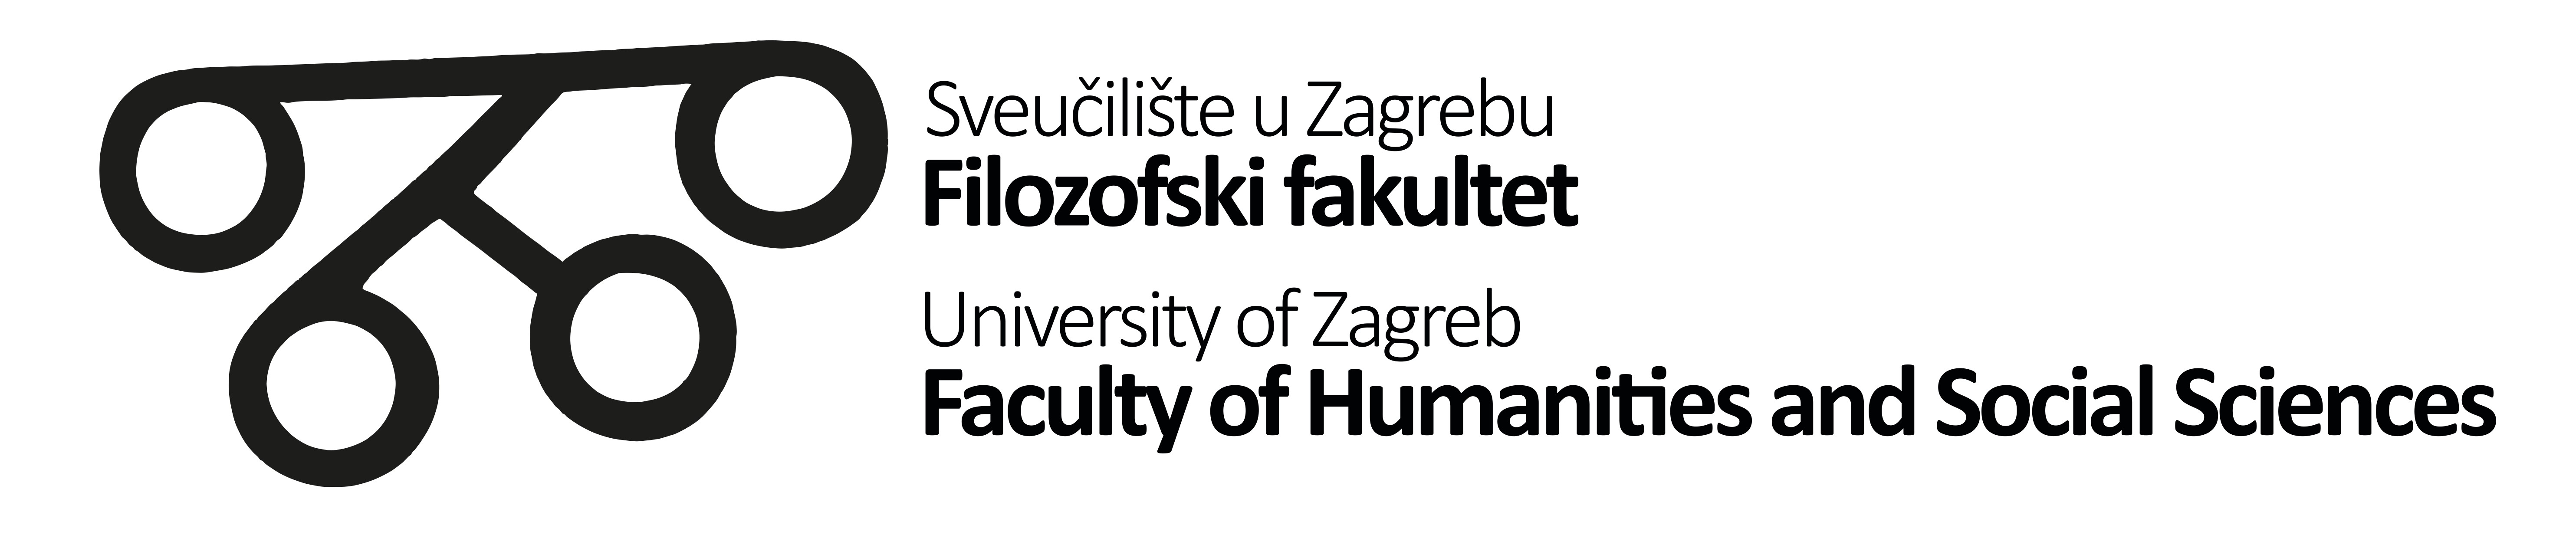 Sveučilište u Zagrebu
Filozofski fakultet
University of Zagreb
Faculty of Humanities and Social Sciences